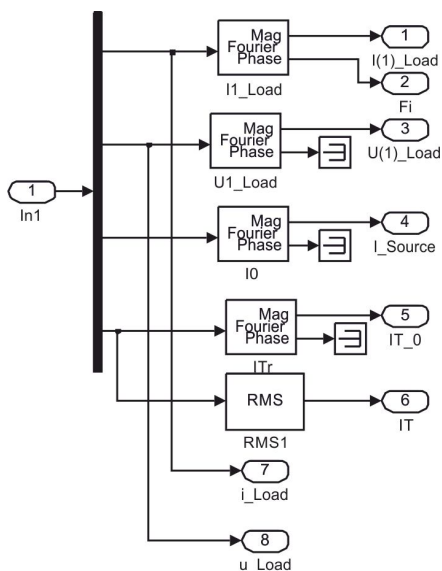 1
In1
Mag
Fourier
Phase
I1_Load
1
I(1)_Load
2
Fi
Mag
Fourier
Phase
U1_Load
3
U(1)_Load
Mag
Fourier
Phase
I0
4
I_Source
Mag
Fourier
Phase
ITr
5
IT_0
RMS
RMS1
6
IT
7
i_Load
8
u_Load